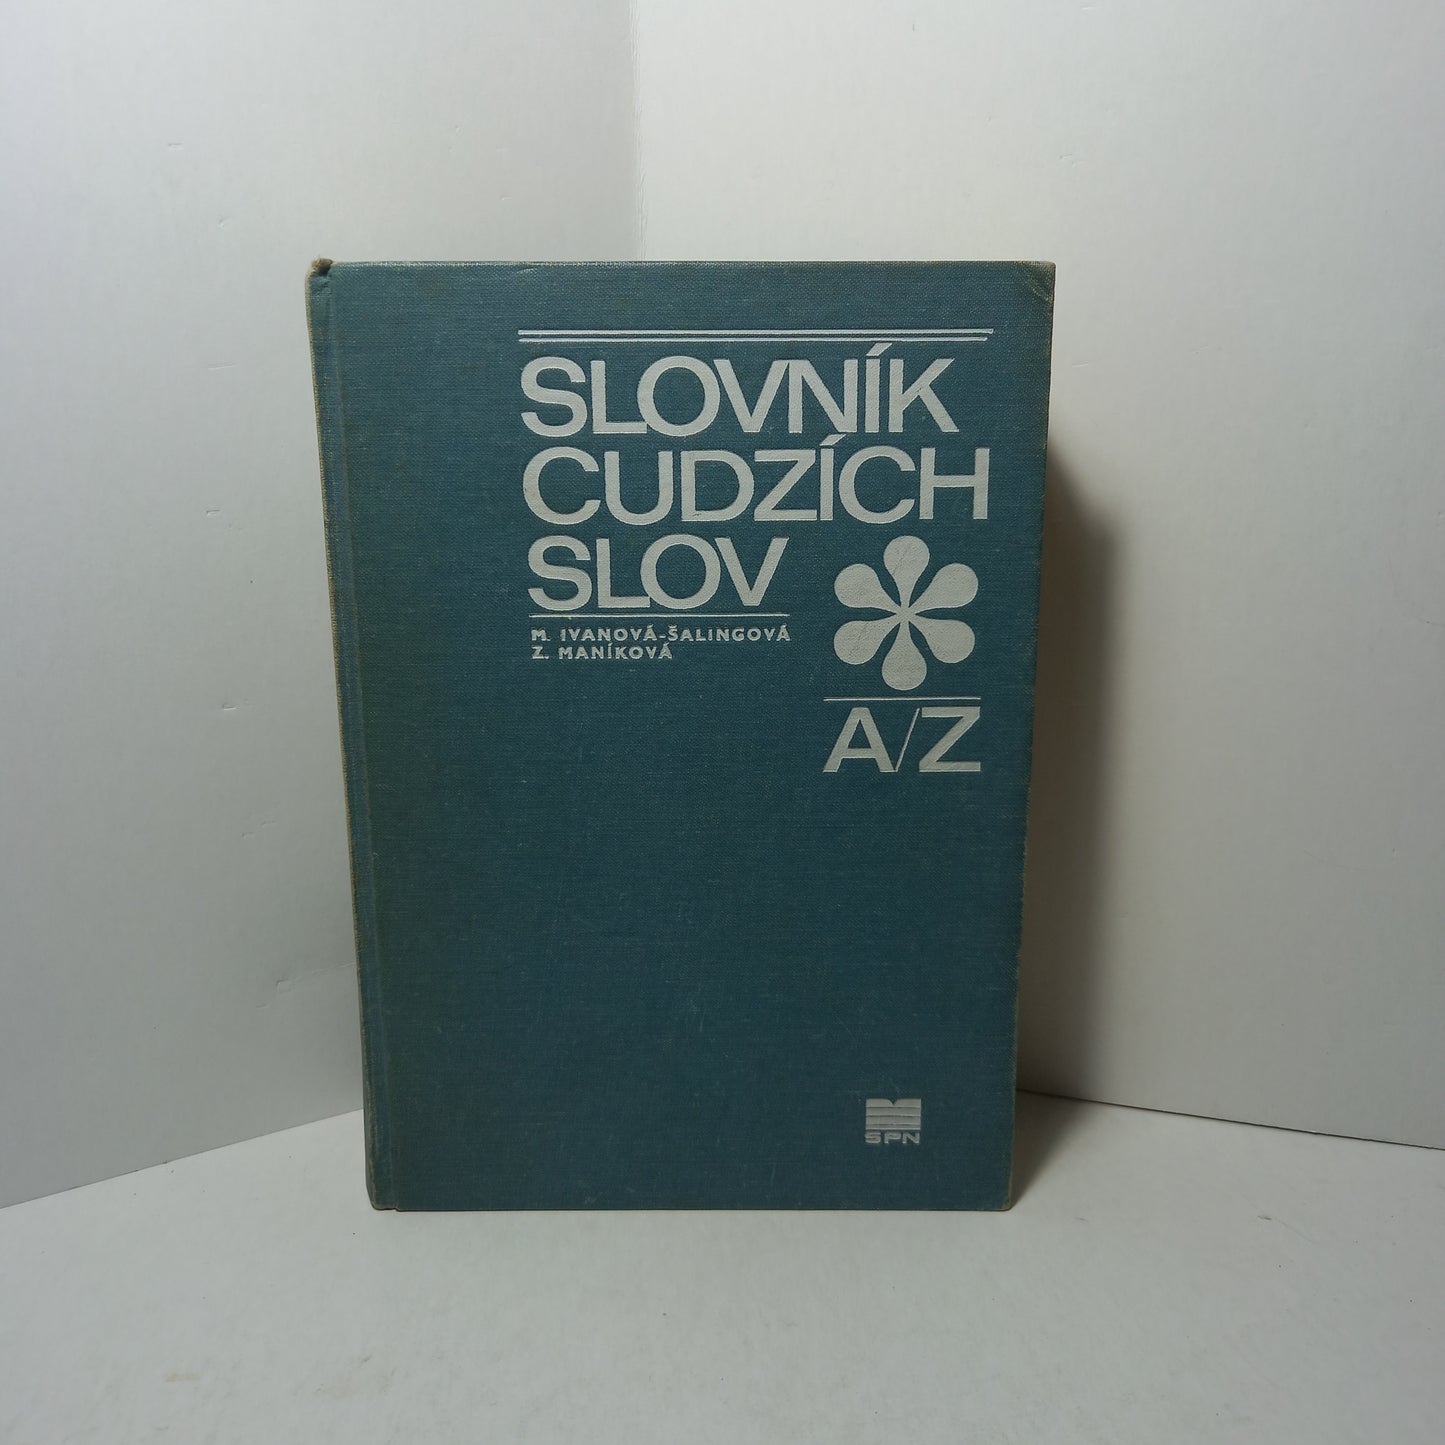 SLOVNÍK
CUDZÍCH
SLOV
M. IVANOVÁ-ŠALINGOVÁ
Z. MANÍKOVÁ
A/Z
SPN